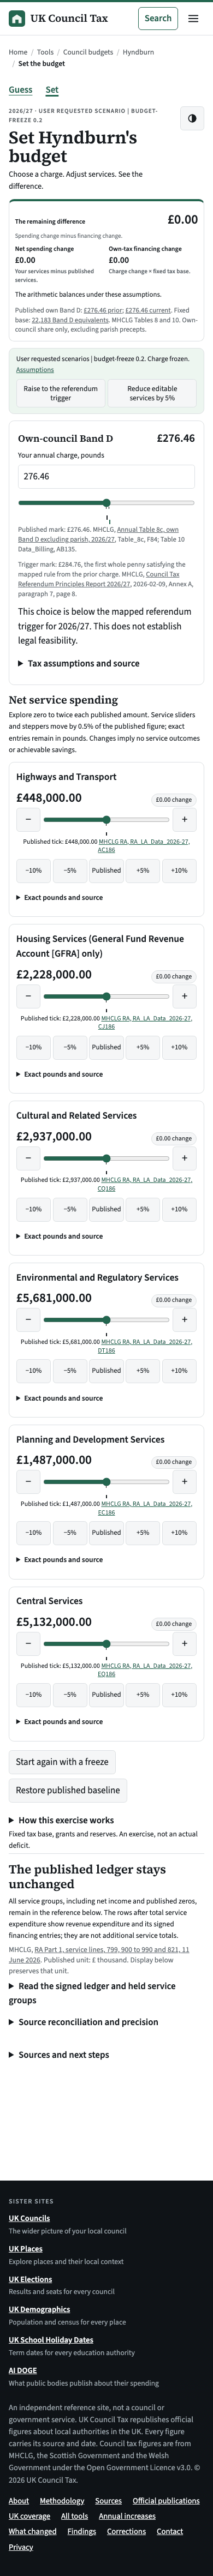 UK Council Tax
Search
Home / Tools / Council budgets / Hyndburn
/ Set the budget
Guess Set
2026/27 · USER REQUESTED SCENARIO | BUDGET-
FREEZE 0.2
Set Hyndburn's
budget
Choose a charge. Adjust services. See the
difference.
The remaining difference £0.00
Spending change minus financing change.
Net spending change
£0.00
Your services minus published
services.
Own-tax financing change
£0.00
Charge change × fixed tax base.
The arithmetic balances under these assumptions.
Published own Band D: £276.46 prior; £276.46 current. Fixed
base: 22,183 Band D equivalents. MHCLG Tables 8 and 10. Own-
council share only, excluding parish precepts.
User requested scenarios | budget-freeze 0.2. Charge frozen.
Assumptions
Raise to the referendum
trigger
Reduce editable
services by 5%
Own-council Band D £276.46
Your annual charge, pounds
276.46
Published mark: £276.46. MHCLG, Annual Table 8c, own
Band D excluding parish, 2026/27, Table_8c, F84; Table 10
Data_Billing, AB135.
Trigger mark: £284.76, the first whole penny satisfying the
mapped rule from the prior charge. MHCLG, Council Tax
Referendum Principles Report 2026/27, 2026-02-09, Annex A,
paragraph 7, page 8.
This choice is below the mapped referendum
trigger for 2026/27. This does not establish
legal feasibility.
▶ Tax assumptions and source
Net service spending
Explore zero to twice each published amount. Service sliders
and steppers move by 0.5% of the published figure; exact
entries remain in pounds. Changes imply no service outcomes
or achievable savings.
Highways and Transport
£448,000.00 £0.00 change
− +
Published tick: £448,000.00 MHCLG RA, RA_LA_Data_2026-27,
AC186
−10% −5% Published +5% +10%
▶ Exact pounds and source
Housing Services (General Fund Revenue
Account [GFRA] only)
£2,228,000.00 £0.00 change
− +
Published tick: £2,228,000.00 MHCLG RA, RA_LA_Data_2026-27,
CJ186
−10% −5% Published +5% +10%
▶ Exact pounds and source
Cultural and Related Services
£2,937,000.00 £0.00 change
− +
Published tick: £2,937,000.00 MHCLG RA, RA_LA_Data_2026-27,
CQ186
−10% −5% Published +5% +10%
▶ Exact pounds and source
Environmental and Regulatory Services
£5,681,000.00 £0.00 change
− +
Published tick: £5,681,000.00 MHCLG RA, RA_LA_Data_2026-27,
DT186
−10% −5% Published +5% +10%
▶ Exact pounds and source
Planning and Development Services
£1,487,000.00 £0.00 change
− +
Published tick: £1,487,000.00 MHCLG RA, RA_LA_Data_2026-27,
EC186
−10% −5% Published +5% +10%
▶ Exact pounds and source
Central Services
£5,132,000.00 £0.00 change
− +
Published tick: £5,132,000.00 MHCLG RA, RA_LA_Data_2026-27,
EQ186
−10% −5% Published +5% +10%
▶ Exact pounds and source
Start again with a freeze
Restore published baseline
▶ How this exercise works
Fixed tax base, grants and reserves. An exercise, not an actual
deficit.
The published ledger stays
unchanged
All service groups, including net income and published zeros,
remain in the reference below. The rows after total service
expenditure show revenue expenditure and its signed
financing entries; they are not additional service totals.
MHCLG, RA Part 1, service lines, 799, 900 to 990 and 821, 11
June 2026. Published unit: £ thousand. Display below
preserves that unit.
▶ Read the signed ledger and held service
groups
▶ Source reconciliation and precision
▶ Sources and next steps
SISTER SITES
UK Councils
The wider picture of your local council
UK Places
Explore places and their local context
UK Elections
Results and seats for every council
UK Demographics
Population and census for every place
UK School Holiday Dates
Term dates for every education authority
AI DOGE
What public bodies publish about their spending
An independent reference site, not a council or
government service. UK Council Tax republishes official
figures about local authorities in the UK. Every figure
carries its source and date. Council tax figures are from
MHCLG, the Scottish Government and the Welsh
Government under the Open Government Licence v3.0. ©
2026 UK Council Tax.
About Methodology Sources Official publications
UK coverage All tools Annual increases
What changed Findings Corrections Contact
Privacy